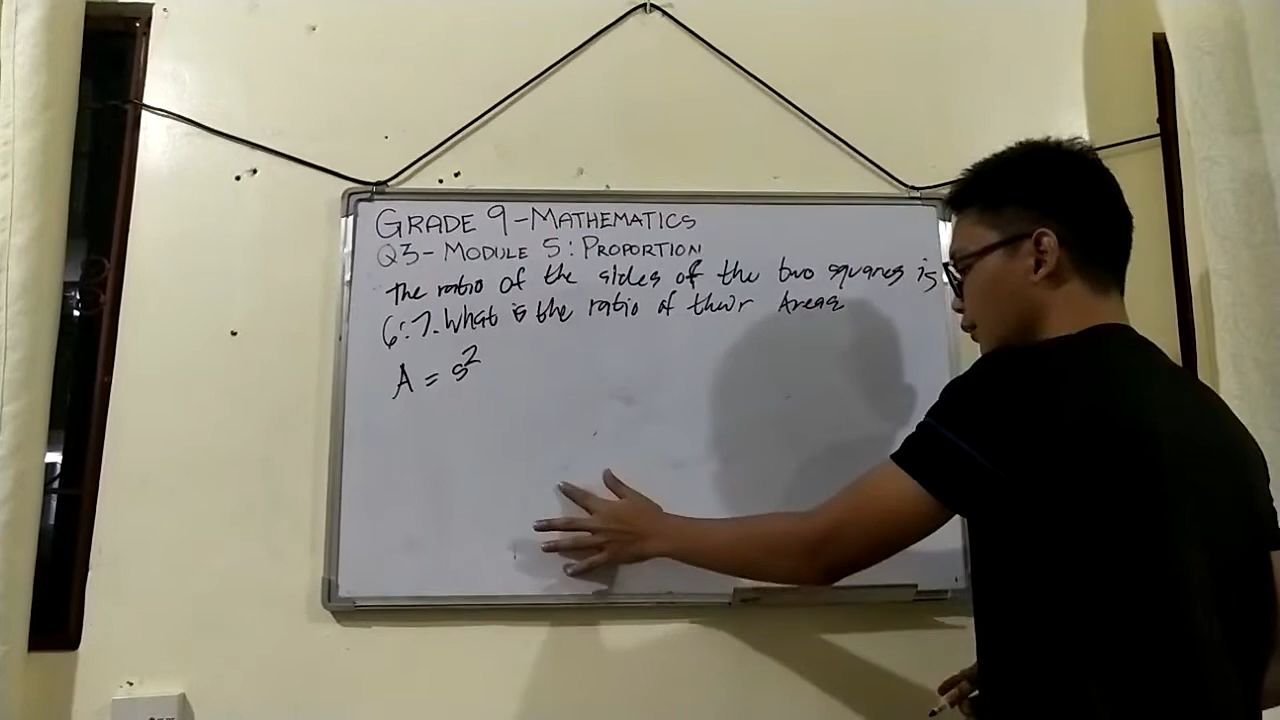 GRADE 9-MATHEMATICS
Q3-MODULE 5: PROPORTION
The ratio of the sides of the two squares is
6:7. What is the ratio of their Areas
A = s²